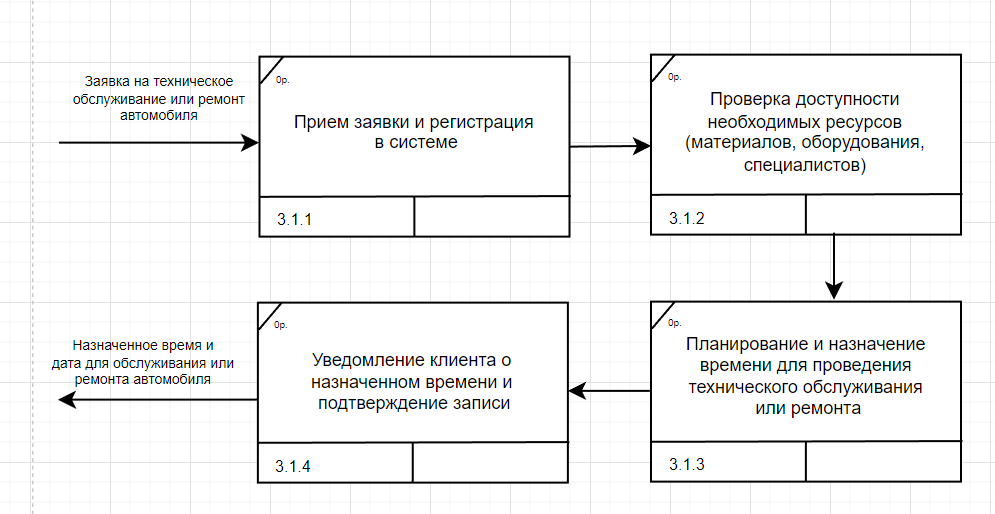 Заявка на техническое
обслуживание или ремонт
автомобиля
0р.
Прием заявки и регистрация
в системе
3.1.1
0р.
Проверка доступности
необходимых ресурсов
(материалов, оборудования,
специалистов)
3.1.2
0р.
Планирование и назначение
времени для проведения
технического обслуживания
или ремонта
3.1.3
0р.
Уведомление клиента о
назначенном времени и
подтверждение записи
3.1.4
Назначенное время и
дата для обслуживания или
ремонта автомобиля